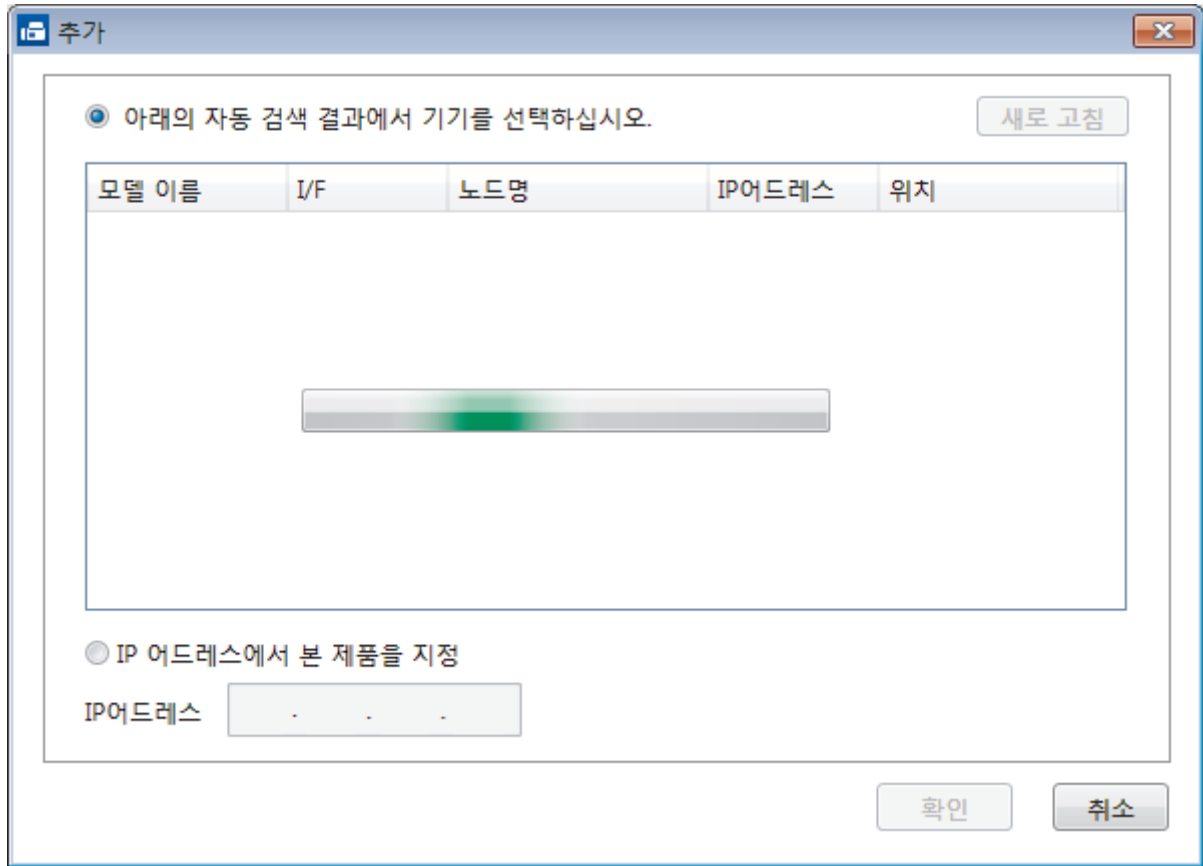 추가
아래의 자동 검색 결과에서 기기를 선택하십시오. 새로 고침
모델 이름 I/F 노드명 IP어드레스 위치
IP 어드레스에서 본 제품을 지정
IP어드레스 . . .
확인 취소